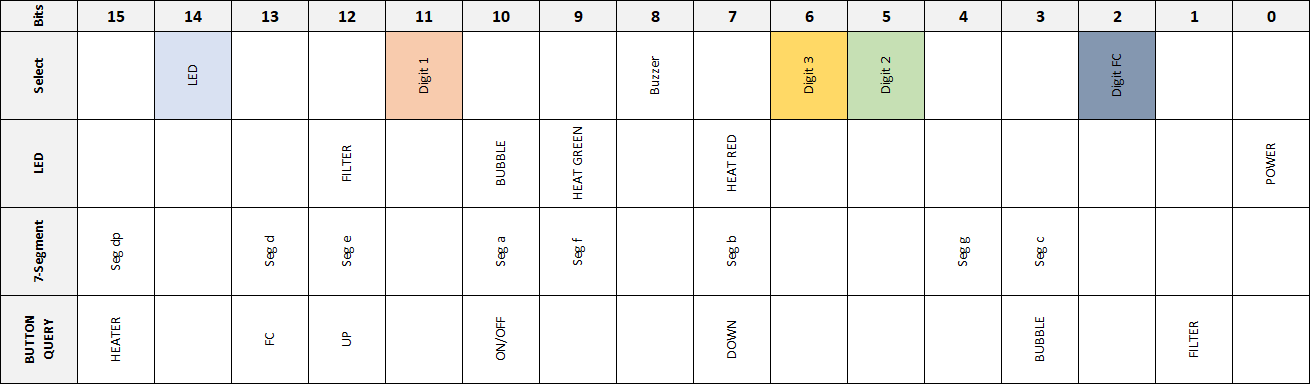 Bits 15 14 13 12 11 10 9 8 7 6 5 4 3 2 1 0
Select LED Digit 1 Buzzer Digit 3 Digit 2 Digit FC
LED FILTER BUBBLE HEAT GREEN HEAT RED POWER
7-Segment Seg dp Seg d Seg e Seg a Seg f Seg b Seg g Seg c
BUTTON
QUERY HEATER FC UP ON/OFF DOWN BUBBLE FILTER